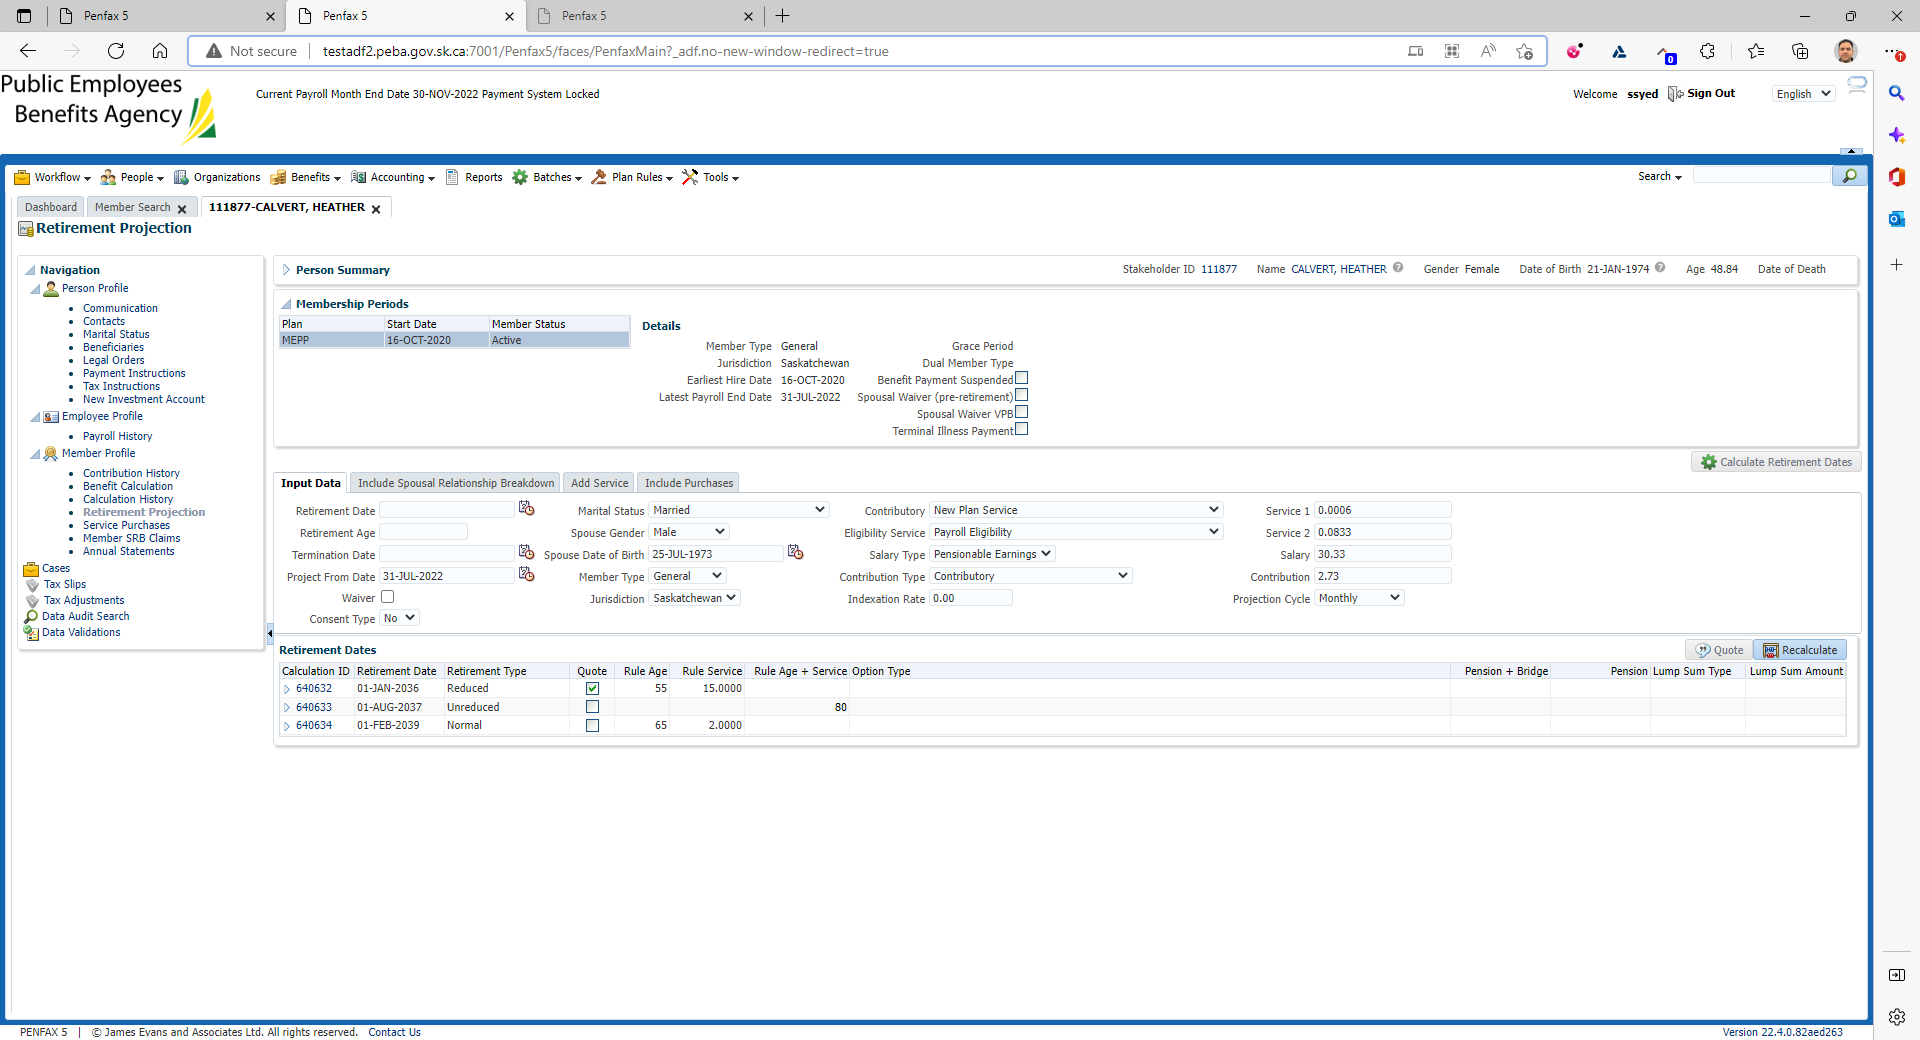 Penfax 5
Penfax 5
Penfax 5
Not secure
testadf2.peba.gov.sk.ca:7001/Penfax5/faces/PenfaxMain?_adf.no-new-window-redirect=true
0
1
Public Employees
Benefits Agency
Current Payroll Month End Date 30-NOV-2022 Payment System Locked
Welcome ssyed Sign Out English
Workflow People Organizations Benefits Accounting Reports Batches Plan Rules Tools Search
Dashboard Member Search 111877-CALVERT, HEATHER
Retirement Projection
Navigation
Person Profile
Communication
Contacts
Marital Status
Beneficiaries
Legal Orders
Payment Instructions
Tax Instructions
New Investment Account
Employee Profile
Payroll History
Member Profile
Contribution History
Benefit Calculation
Calculation History
Retirement Projection
Service Purchases
Member SRB Claims
Annual Statements
Cases
Tax Slips
Tax Adjustments
Data Audit Search
Data Validations
Person Summary Stakeholder ID 111877 Name CALVERT, HEATHER Gender Female Date of Birth 21-JAN-1974 Age 48.84 Date of Death
Membership Periods
Plan Start Date Member Status
MEPP 16-OCT-2020 Active
Details
Member Type General Grace Period
Jurisdiction Saskatchewan Dual Member Type
Earliest Hire Date 16-OCT-2020 Benefit Payment Suspended
Latest Payroll End Date 31-JUL-2022 Spousal Waiver (pre-retirement)
Spousal Waiver VPB
Terminal Illness Payment
Calculate Retirement Dates
Input Data Include Spousal Relationship Breakdown Add Service Include Purchases
Retirement Date Marital Status Married Contributory New Plan Service Service 1 0.0006
Retirement Age Spouse Gender Male Eligibility Service Payroll Eligibility Service 2 0.0833
Termination Date Spouse Date of Birth 25-JUL-1973 Salary Type Pensionable Earnings Salary 30.33
Project From Date 31-JUL-2022 Member Type General Contribution Type Contributory Contribution 2.73
Waiver Jurisdiction Saskatchewan Indexation Rate 0.00 Projection Cycle Monthly
Consent Type No
Retirement Dates Quote Recalculate
Calculation ID Retirement Date Retirement Type Quote Rule Age Rule Service Rule Age + Service Option Type Pension + Bridge Pension Lump Sum Type Lump Sum Amount
640632 01-JAN-2036 Reduced 55 15.0000
640633 01-AUG-2037 Unreduced 80
640634 01-FEB-2039 Normal 65 2.0000
PENFAX 5 | © James Evans and Associates Ltd. All rights reserved. Contact Us Version 22.4.0.82aed263